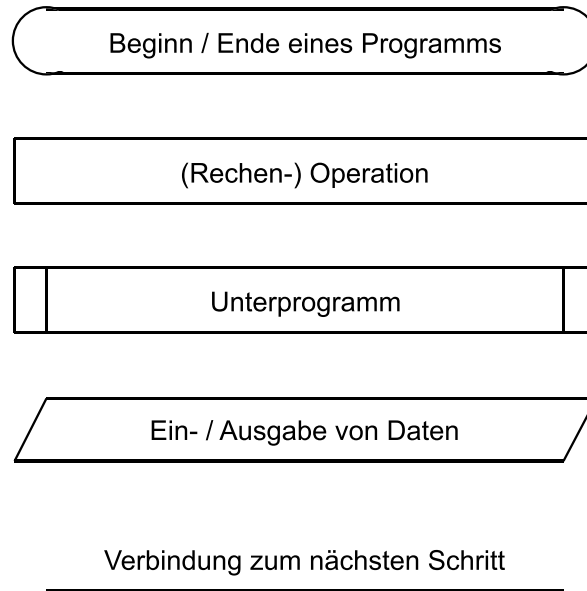 Beginn / Ende eines Programms
(Rechen-) Operation
Unterprogramm
Ein- / Ausgabe von Daten
Verbindung zum nächsten Schritt